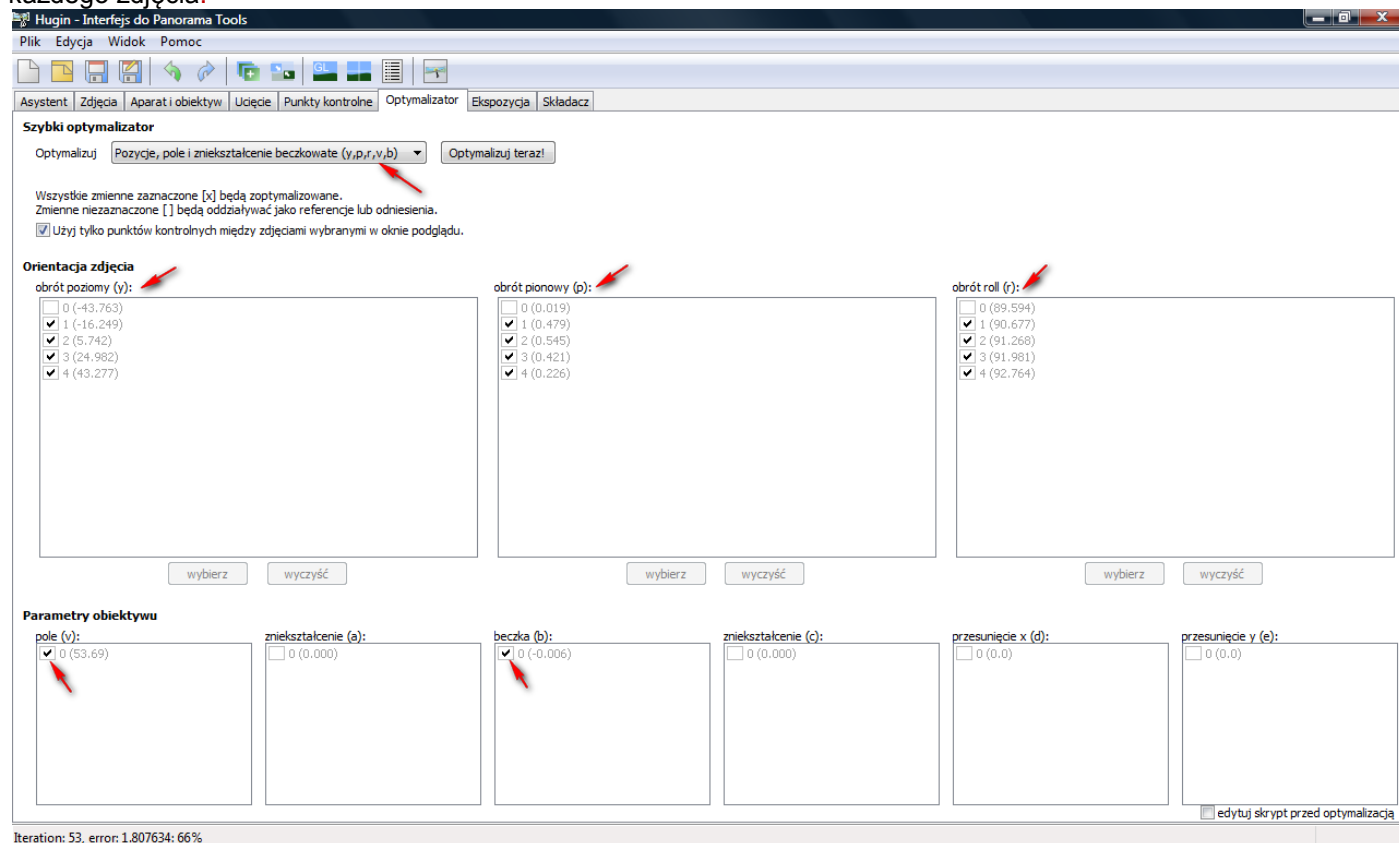 każdego zdjęcia!
Hugin - Interfejs do Panorama Tools
Plik Edycja Widok Pomoc
GL
Asystent Zdjęcia Aparat i obiektyw Ucięcie Punkty kontrolne Optymalizator Ekspozycja Składacz
Szybki optymalizator
Optymalizuj Pozycje, pole i zniekształcenie beczkowate (y,p,r,v,b) Optymalizuj teraz!
Wszystkie zmienne zaznaczone [x] będą zoptymalizowane.
Zmienne niezaznaczone [ ] będą oddziaływać jako referencje lub odniesienia.
Użyj tylko punktów kontrolnych między zdjęciami wybranymi w oknie podglądu.
Orientacja zdjęcia
obrót poziomy (y): obrót pionowy (p): obrót roll (r):
0 (-43.763) 0 (0.019) 0 (89.594)
1 (-16.249) 1 (0.479) 1 (90.677)
2 (5.742) 2 (0.545) 2 (91.268)
3 (24.982) 3 (0.421) 3 (91.981)
4 (43.277) 4 (0.226) 4 (92.764)
wybierz wyczyść wybierz wyczyść wybierz wyczyść
Parametry obiektywu
pole (v): zniekształcenie (a): beczka (b): zniekształcenie (c): przesunięcie x (d): przesunięcie y (e):
0 (53.69) 0 (0.000) 0 (-0.006) 0 (0.000) 0 (0.0) 0 (0.0)
edytuj skrypt przed optymalizacją
Iteration: 53, error: 1.807634: 66%